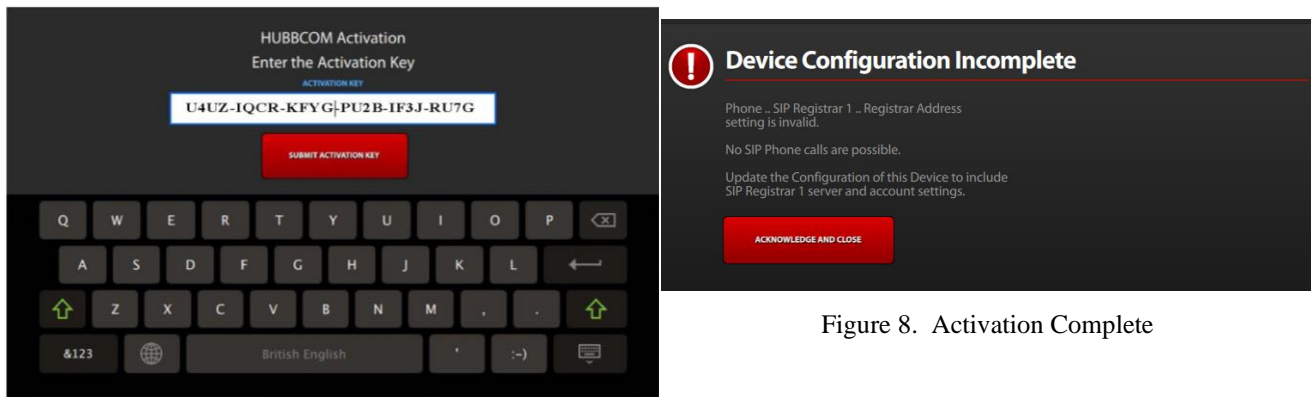 HUBBCOM Activation
Enter the Activation Key
ACTIVATION KEY
U4UZ-IQCR-KFYG-PU2B-IF3J-RU7G
SUBMIT ACTIVATION KEY
Q W E R T Y U I O P
A S D F G H J K L
Z X C V B N M , .
&123 British English ' :-)
Device Configuration Incomplete
Phone .. SIP Registrar 1 .. Registrar Address
setting is invalid.
No SIP Phone calls are possible.
Update the Configuration of this Device to include
SIP Registrar 1 server and account settings.
ACKNOWLEDGE AND CLOSE
Figure 8. Activation Complete